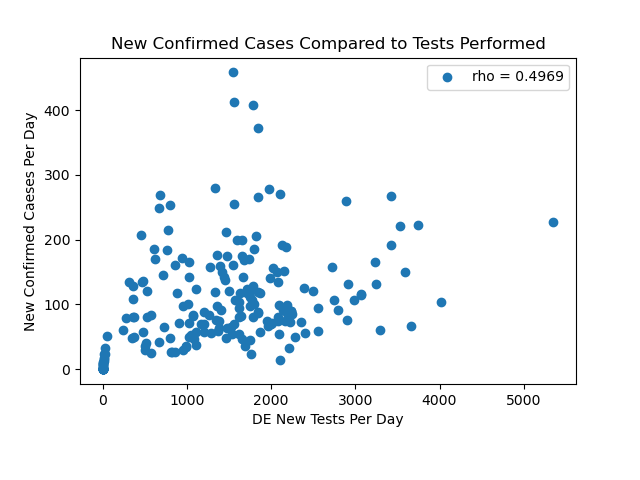 New Confirmed Cases Compared to Tests Performed
rho = 0.4969
New Confirmed Caeses Per Day
400
300
200
100
0
0 1000 2000 3000 4000 5000
DE New Tests Per Day